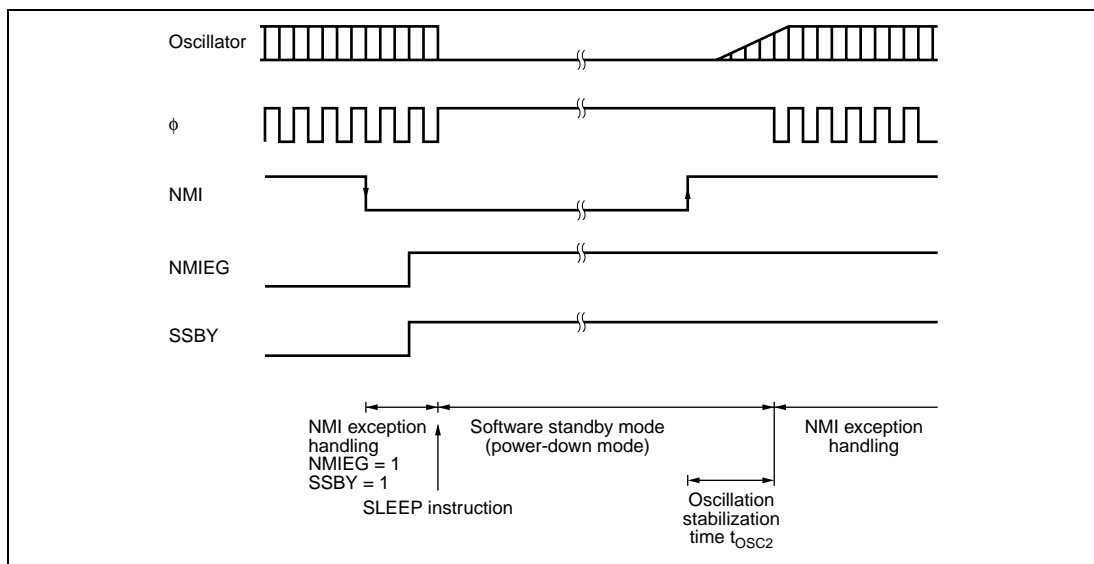 Oscillator
ϕ
NMI
NMIEG
SSBY
NMI exception
handling
NMIEG = 1
SSBY = 1
SLEEP instruction
Software standby mode
(power-down mode)
Oscillation
stabilization
time tOSC2
NMI exception
handling